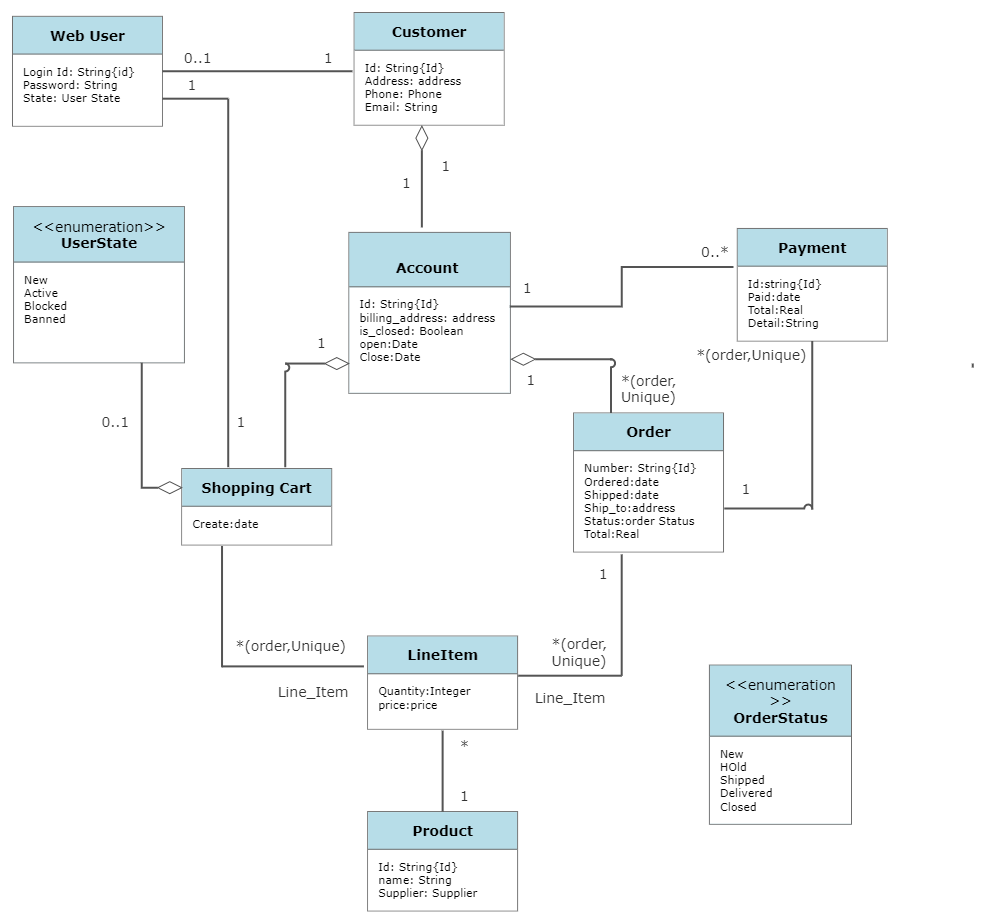 Web User
Login Id: String{id}
Password: String
State: User State
0..1
1
1
Customer
Id: String{Id}
Address: address
Phone: Phone
Email: String
1
1
<<enumeration>>
UserState
New
Active
Blocked
Banned
0..1
1
Account
Id: String{Id}
billing_address: address
is_closed: Boolean
open:Date
Close:Date
1
1
1
0..*
Payment
Id:string{Id}
Paid:date
Total:Real
Detail:String
*(order,Unique)
*(order,
Unique)
Order
Number: String{Id}
Ordered:date
Shipped:date
Ship_to:address
Status:order Status
Total:Real
1
1
Shopping Cart
Create:date
*(order,Unique)
Line_Item
LineItem
Quantity:Integer
price:price
*(order,
Unique)
Line_Item
*
1
Product
Id: String{Id}
name: String
Supplier: Supplier
<<enumeration
>>
OrderStatus
New
HOld
Shipped
Delivered
Closed